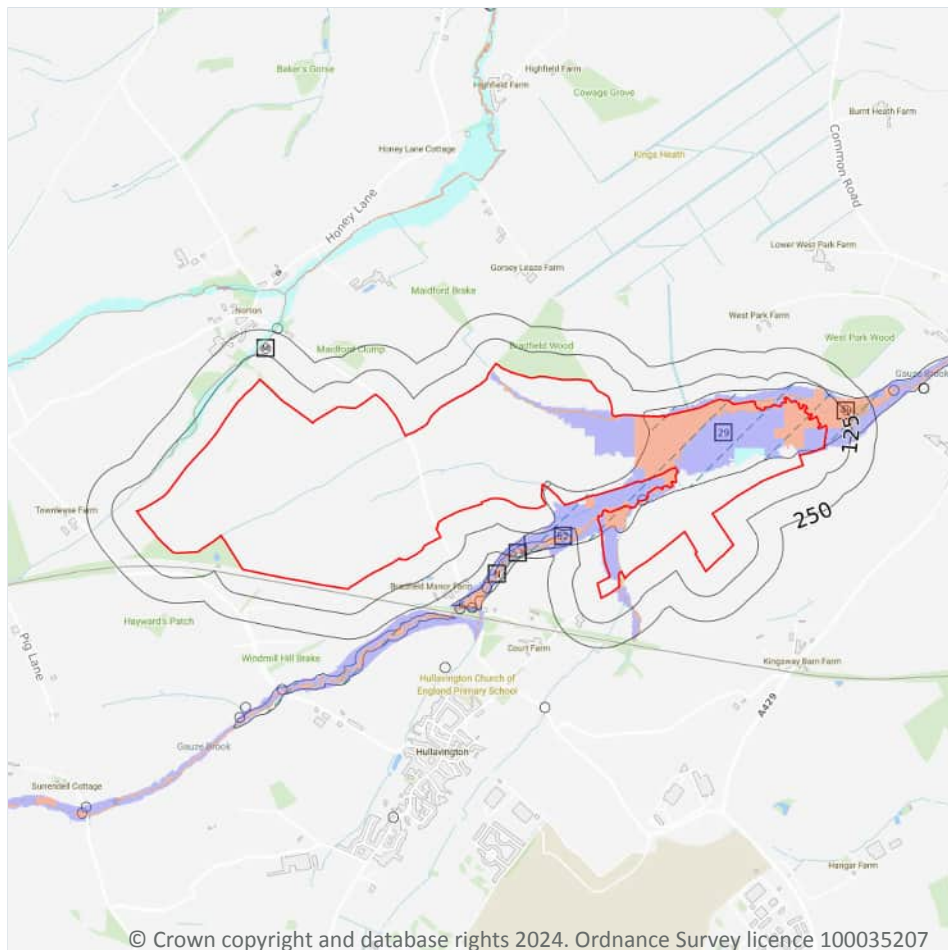 Baker's Gorse
Highfield Farm
Highfield Farm
Cowage Grove
Burnt Heath Farm
Honey Lane Cottage
Kings Heath
Common Road
Honey Lane
Lower West Park Farm
Gorsey Leaze Farm
Maidford Brake
Norton
West Park Farm
Bradfield Wood
West Park Wood
Maidford Clump
Gauze Brook
29
125
Townleyse Farm
250
Bradfield Manor Farm
Hayward's Patch
Pig Lane
Court Farm
Windmill Hill Brake
Kingsway Barn Farm
Hullavington Church of
England Primary School
A429
Gauze Brook
Hullavington
Surrendell Cottage
Hangar Farm
© Crown copyright and database rights 2024. Ordnance Survey licence 100035207